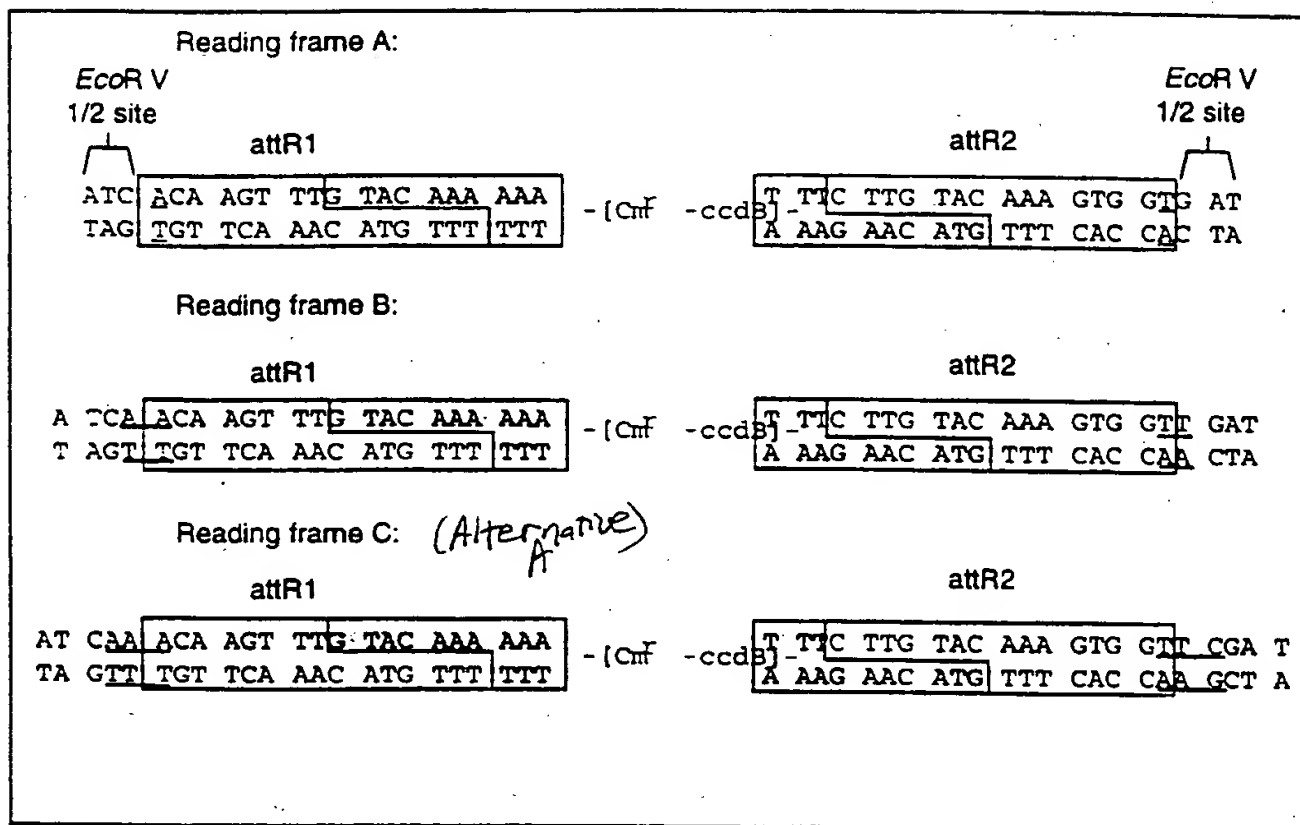 Reading frame A:
EcoR V
1/2 site
EcoR V
1/2 site
attR1
attR2
ATC ACA AGT TTG TAC AAA AAA
TAG TGT TCA AAC ATG TTT TTT
-[CmR -ccdB]-
T TTC TTG TAC AAA GTG GTG AT
A AAG AAC ATG TTT CAC CAC TA
Reading frame B:
attR1
attR2
A TCA ACA AGT TTG TAC AAA AAA
T AGT TGT TCA AAC ATG TTT TTT
-[CmR -ccdB]-
T TTC TTG TAC AAA GTG GTT GAT
A AAG AAC ATG TTT CAC CAA CTA
Reading frame C: (Alternative A)
attR1
attR2
AT CAA ACA AGT TTG TAC AAA AAA
TA GTT TGT TCA AAC ATG TTT TTT
-[CmR -ccdB]-
T TTC TTG TAC AAA GTG GTT CGA T
A AAG AAC ATG TTT CAC CAA GCT A